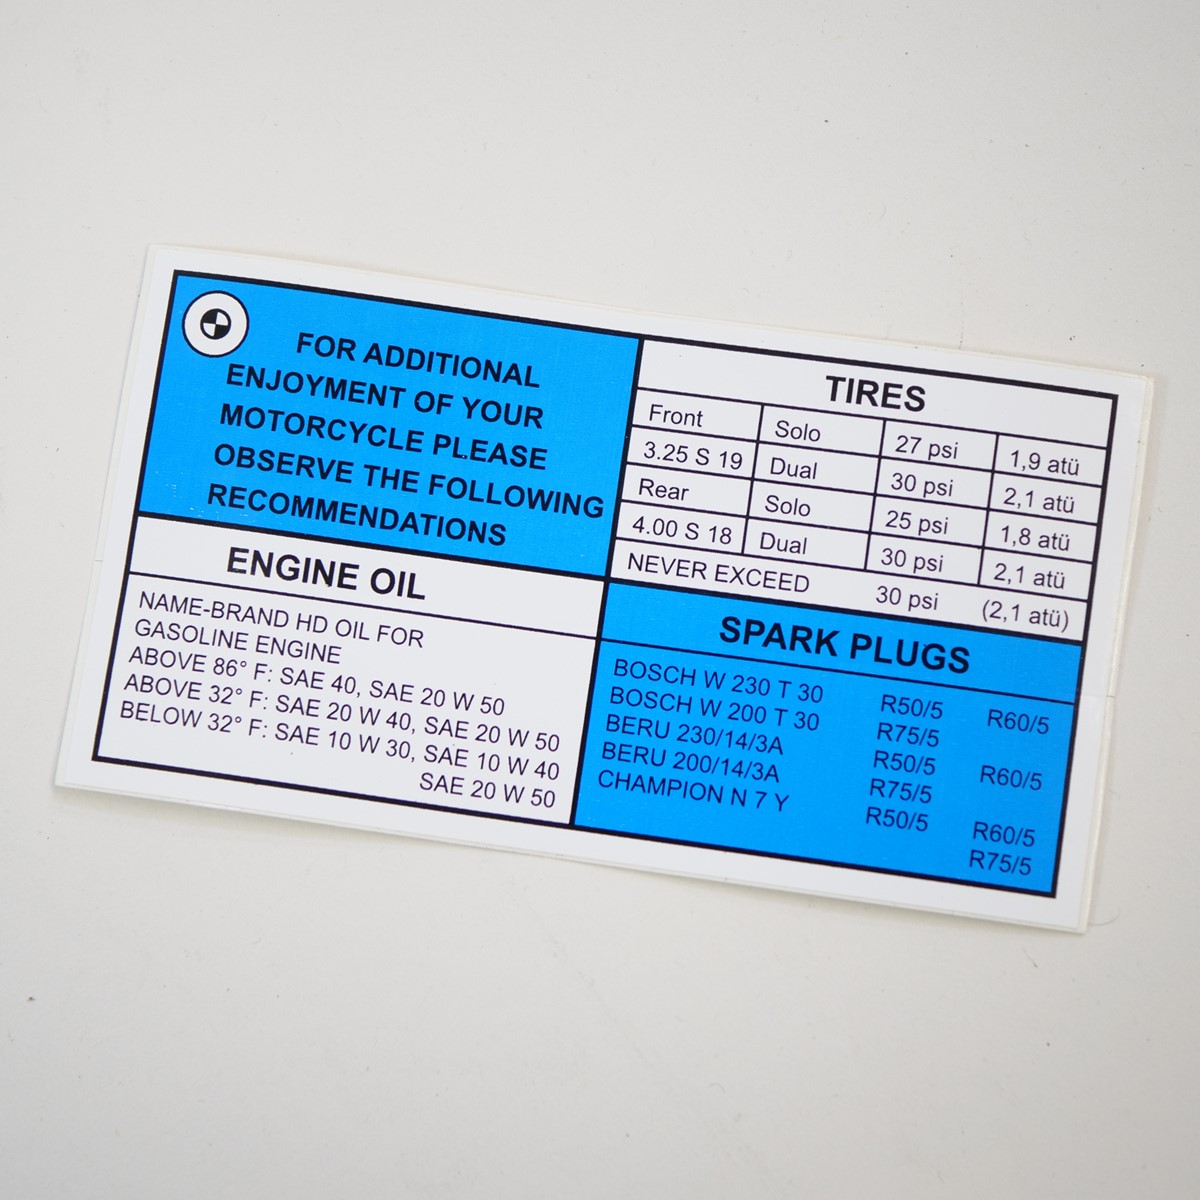 FOR ADDITIONAL
ENJOYMENT OF YOUR
MOTORCYCLE PLEASE
OBSERVE THE FOLLOWING
RECOMMENDATIONS
ENGINE OIL
NAME-BRAND HD OIL FOR
GASOLINE ENGINE
ABOVE 86° F: SAE 40, SAE 20 W 50
ABOVE 32° F: SAE 20 W 40, SAE 20 W 50
BELOW 32° F: SAE 10 W 30, SAE 10 W 40
SAE 20 W 50
TIRES
Front Solo 27 psi 1,9 atü
3.25 S 19 Dual 30 psi 2,1 atü
Rear Solo 25 psi 1,8 atü
4.00 S 18 Dual 30 psi 2,1 atü
NEVER EXCEED 30 psi (2,1 atü)
SPARK PLUGS
BOSCH W 230 T 30 R50/5 R60/5
BOSCH W 200 T 30 R75/5
BERU 230/14/3A R50/5 R60/5
BERU 200/14/3A R75/5
CHAMPION N 7 Y R50/5 R60/5
R75/5